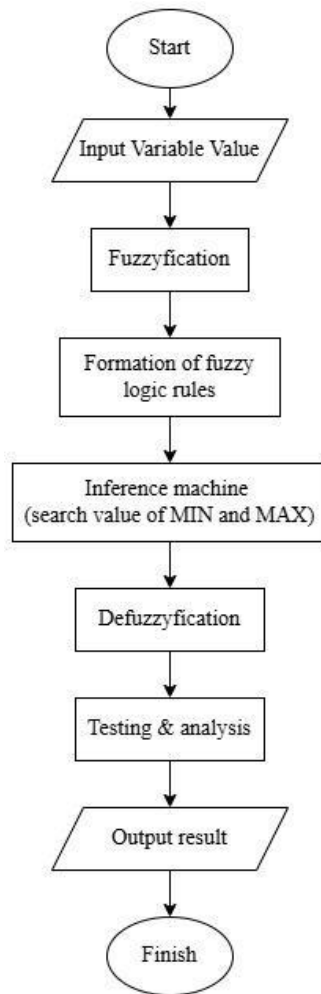 Start
Input Variable Value
Fuzzyfication
Formation of fuzzy
logic rules
Inference machine
(search value of MIN and MAX)
Defuzzyfication
Testing & analysis
Output result
Finish